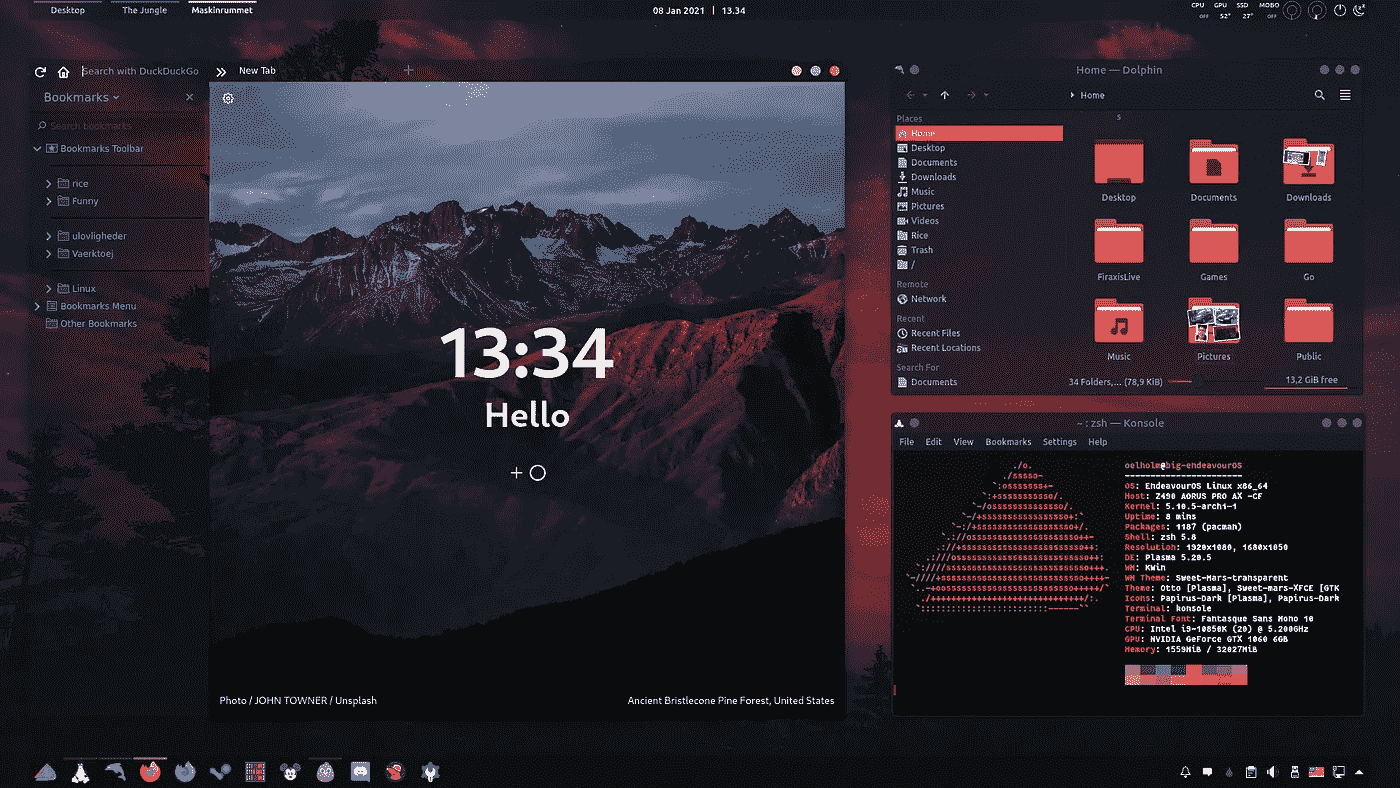 Desktop
The Jungle
Maskinrummet
08 Jan 2021 | 13.34
CPU GPU SSD MOBO
OFF 52° 27° OFF
Search with DuckDuckGo
New Tab
Bookmarks
Search bookmarks
Bookmarks Toolbar
rice
Funny
ulovligheder
Vaerktoej
Linux
Bookmarks Menu
Other Bookmarks
13:34
Hello
Photo / JOHN TOWNER / Unsplash
Ancient Bristlecone Pine Forest, United States
Home — Dolphin
Home
Places
Home
Desktop
Documents
Downloads
Music
Pictures
Videos
Rice
Trash
/
Remote
Network
Recent
Recent Files
Recent Locations
Search For
Documents
s
Desktop
Documents
Downloads
FiraxisLive
Games
Go
Music
Pictures
Public
34 Folders,... (78,9 KiB)
13,2 GiB free
~ : zsh — Konsole
File Edit View Bookmarks Settings Help
oelholm@big-endeavourOS
OS: EndeavourOS Linux x86_64
Host: Z490 AORUS PRO AX -CF
Kernel: 5.10.5-arch1-1
Uptime: 8 mins
Packages: 1187 (pacman)
Shell: zsh 5.8
Resolution: 1920x1080, 1680x1050
DE: Plasma 5.20.5
WM: KWin
WM Theme: Sweet-Mars-transparent
Theme: Otto [Plasma], Sweet-mars-XFCE [GTK
Icons: Papirus-Dark [Plasma], Papirus-Dark
Terminal: konsole
Terminal Font: Fantasque Sans Mono 10
CPU: Intel i9-10850K (20) @ 5.200GHz
GPU: NVIDIA GeForce GTX 1060 6GB
Memory: 1559MiB / 32027MiB